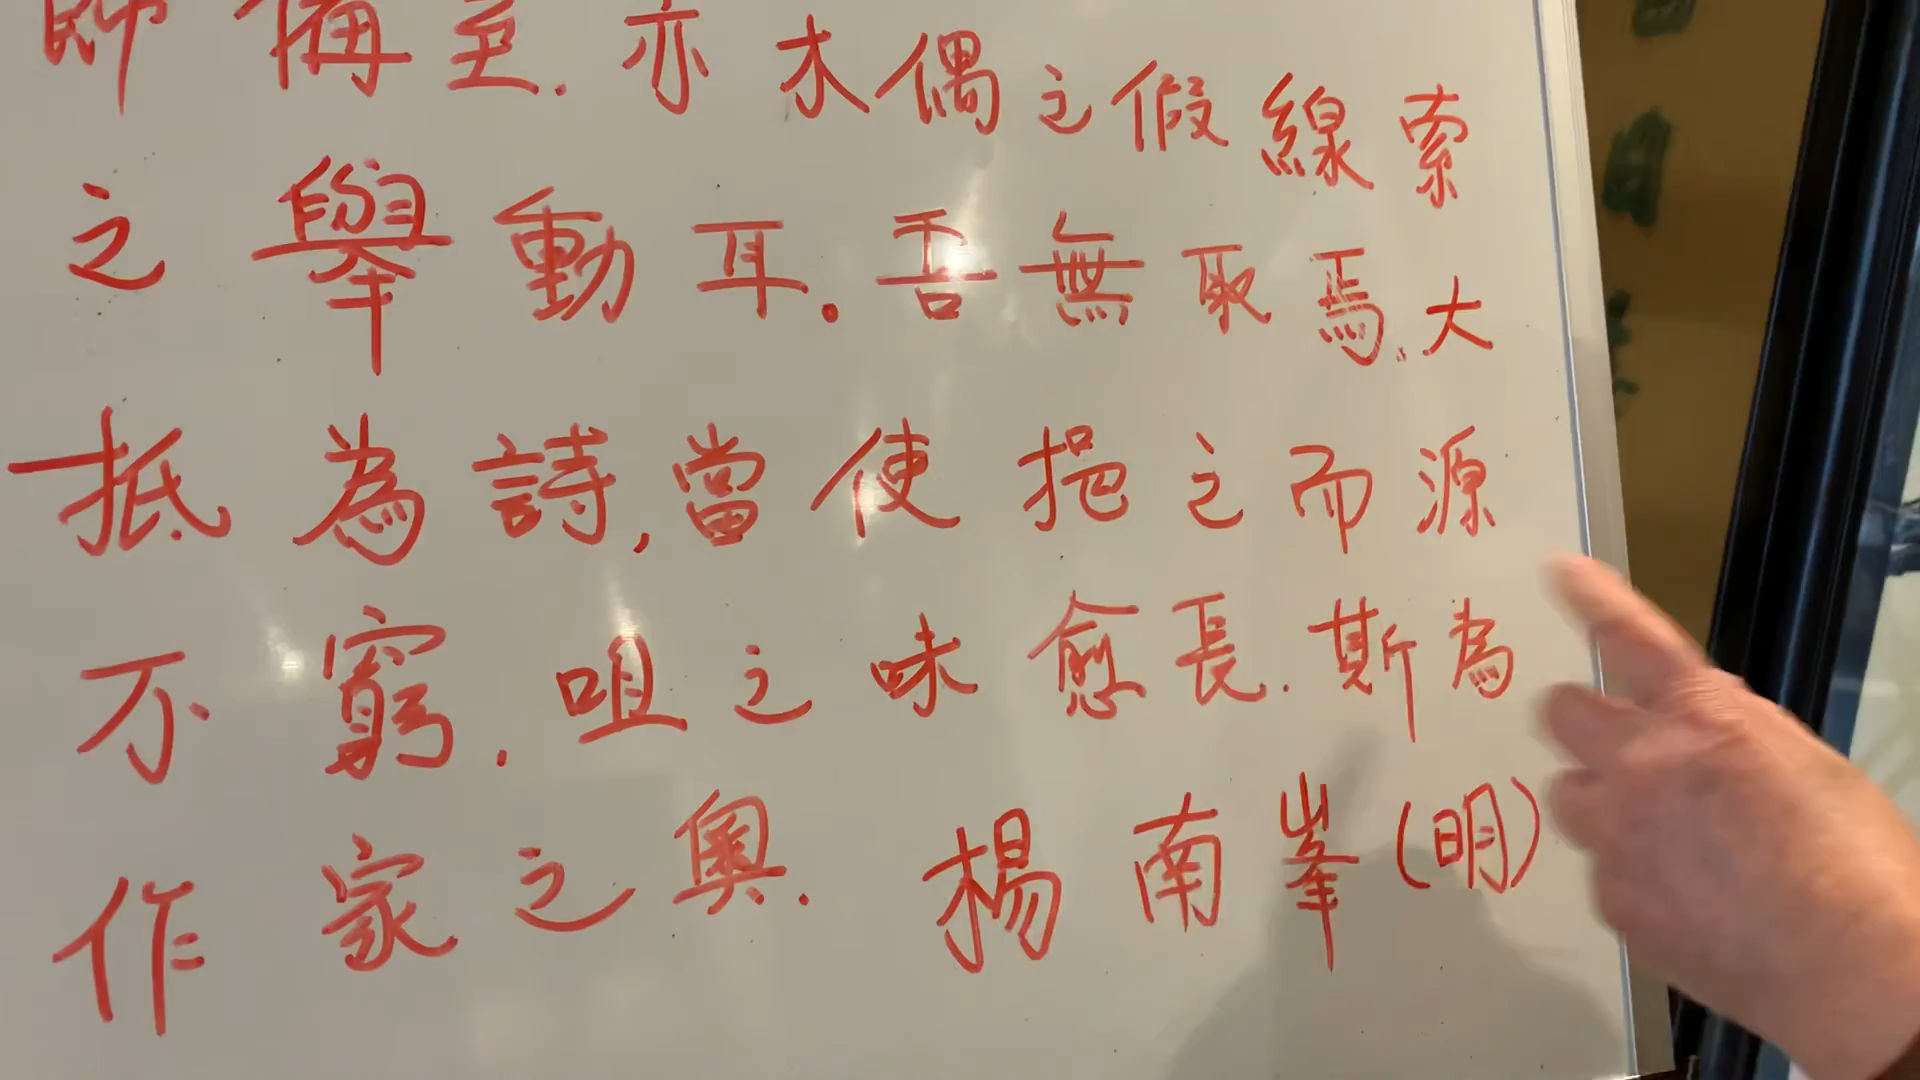 師稱至.亦木偶之假線索
之舉動耳.吾無取焉.大
抵為詩,當使挹之而源
不窮.咀之味愈長.斯為
作家之奧.楊南峯(明)